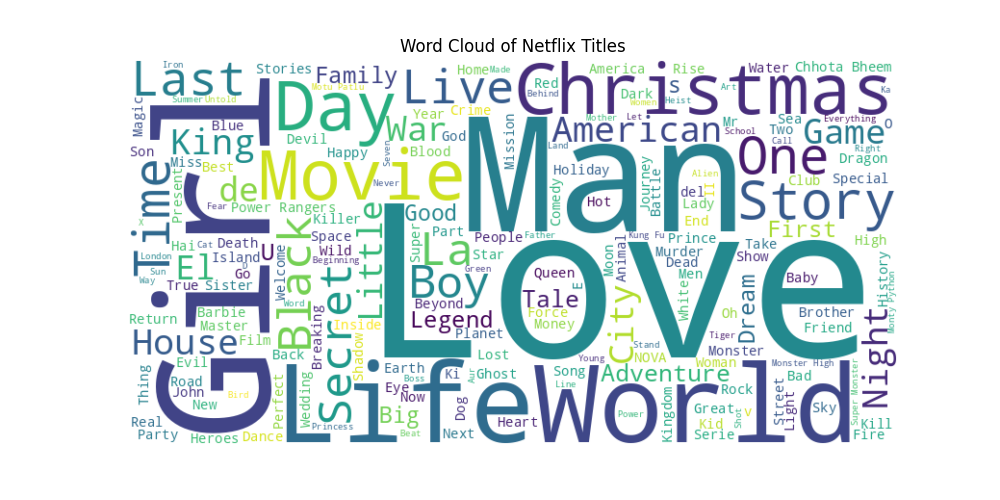 Word Cloud of Netflix Titles
Iron
Last
Stories
Family
Home
Made
America
Rise
Water
Chhota Bheem
Summer
Untold
Motu Patlu
Live
Christmas
s
Red
Behind
Dark
Women
Heist
Art
Ka
Magic
Girl
Day
Year
Crime
Mother
Let
Mr
Sea
Everything
O
Blue
War
God
Mission
American
School
Two
Call
Game
King
Devil
Son
Happy
Seven
Blood
Man
Land
One
Right
Dragon
Miss
Best
Movie
Never
Holiday
Journey
Battle
Alien
Club
Special
Present
de
Comedy
Hot
del
II
Lady
Story
Time
Fear
Power Rangers
Killer
Little
Good
Part
People
Father
Kung Fu
End
First
X
Hai
Cat
Death
U
Space
Super
La
Star
Moon
Animal
Prince
Murder
Take
High
London
Island
Wild
Love
Dead
Show
Sun
El
Go
Black
Beginning
Green
Queen
E
Men
Baby
History
Way
True
Sister
Welcome
Secret
Boy
Beyond
Tale
City
White
Dream
Monty Python
Return
Barbie
Master
Word
Breaking
Inside
Legend
Force
Money
Oh
Brother
Friend
House
Film
Shadow
Planet
Tiger
Night
Evil
Back
Lost
Young
Stand
NOVA
Monster
Woman
Monster High
Thing
Road
John
Life
Earth
Ki
Aur
Ghost
Song
Adventure
Rock
Bad
Super Monster
New
Bird
Perfect
Wedding
Eye
Now
Boss
Line
World
Street
Light
Real
Party
Heroes
Dance
Princess
Big
Beat
Dog
Next
Heart
Power
Kingdom
Great
Kid
Serie
Shot
v
Sky
Kill
Fire